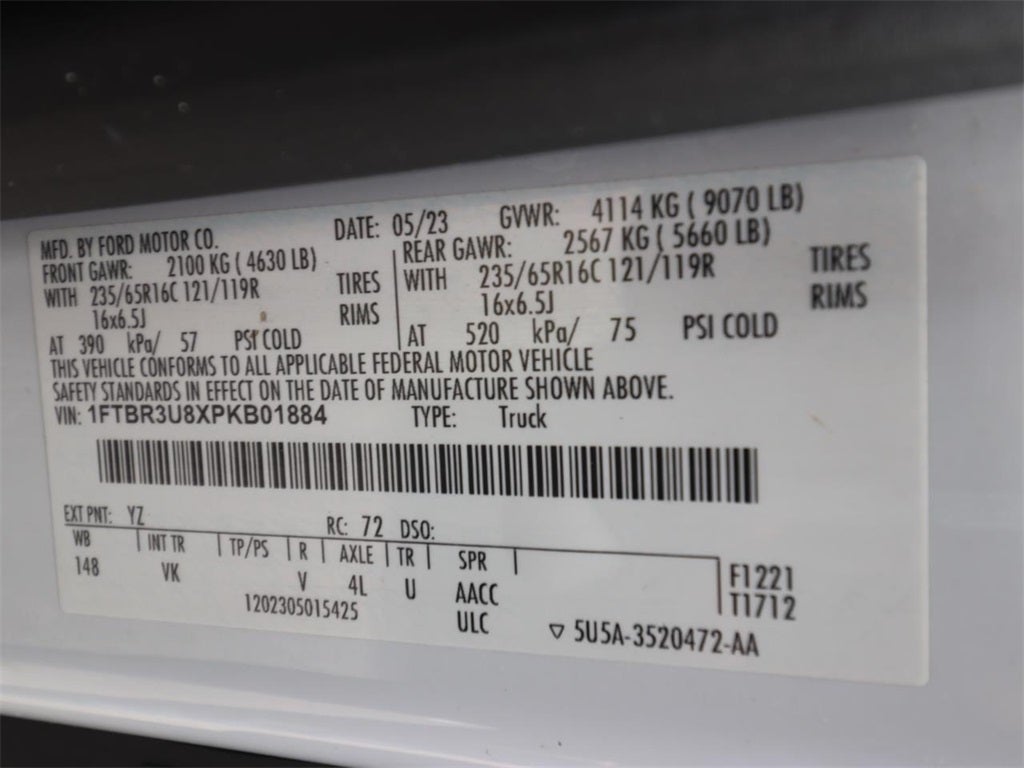 MFD. BY FORD MOTOR CO. DATE: 05/23 GVWR: 4114 KG ( 9070 LB)
FRONT GAWR: 2100 KG ( 4630 LB) REAR GAWR: 2567 KG ( 5660 LB)
WITH 235/65R16C 121/119R TIRES WITH 235/65R16C 121/119R TIRES
16x6.5J RIMS 16x6.5J RIMS
AT 390 kPa/ 57 PSI COLD AT 520 kPa/ 75 PSI COLD
THIS VEHICLE CONFORMS TO ALL APPLICABLE FEDERAL MOTOR VEHICLE
SAFETY STANDARDS IN EFFECT ON THE DATE OF MANUFACTURE SHOWN ABOVE.
VIN: 1FTBR3U8XPKB01884 TYPE: Truck
EXT PNT: YZ RC: 72 DSO:
WB INT TR TP/PS R AXLE TR SPR
148 VK V 4L U AACC F1221
1202305015425 ULC T1712
▽ 5U5A-3520472-AA